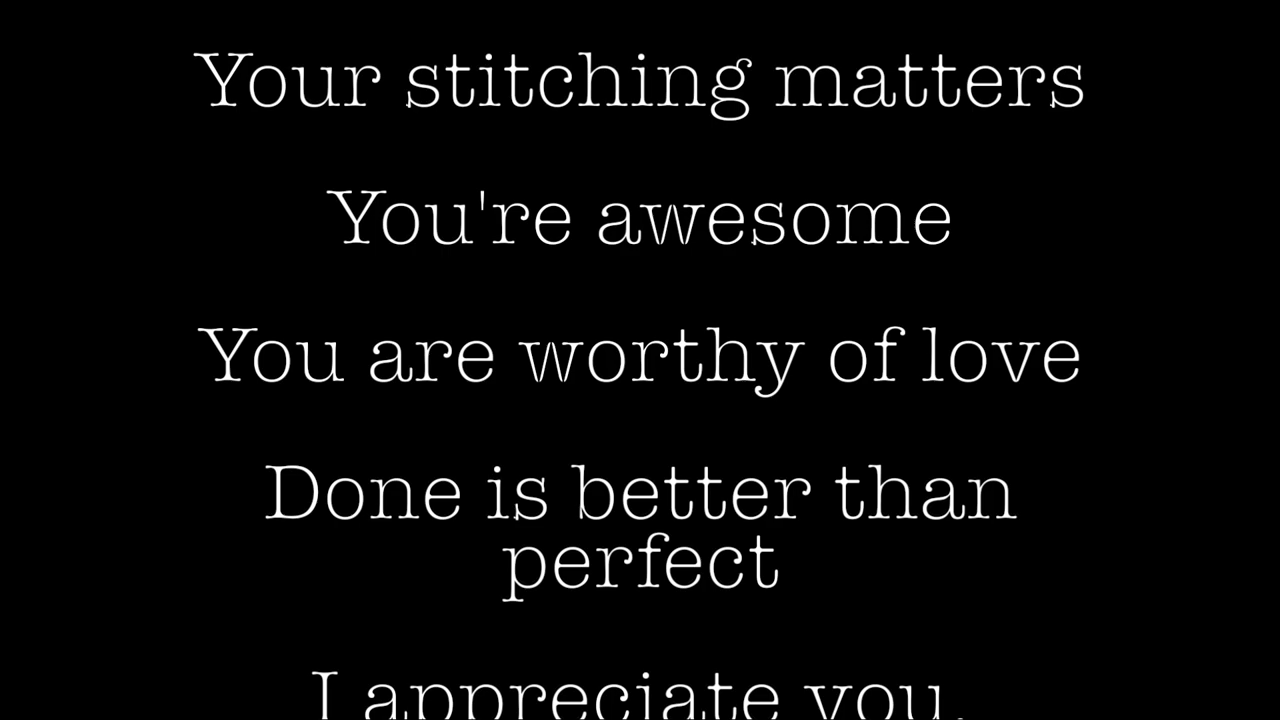 Your stitching matters
You're awesome
You are worthy of love
Done is better than
perfect
I appreciate you.